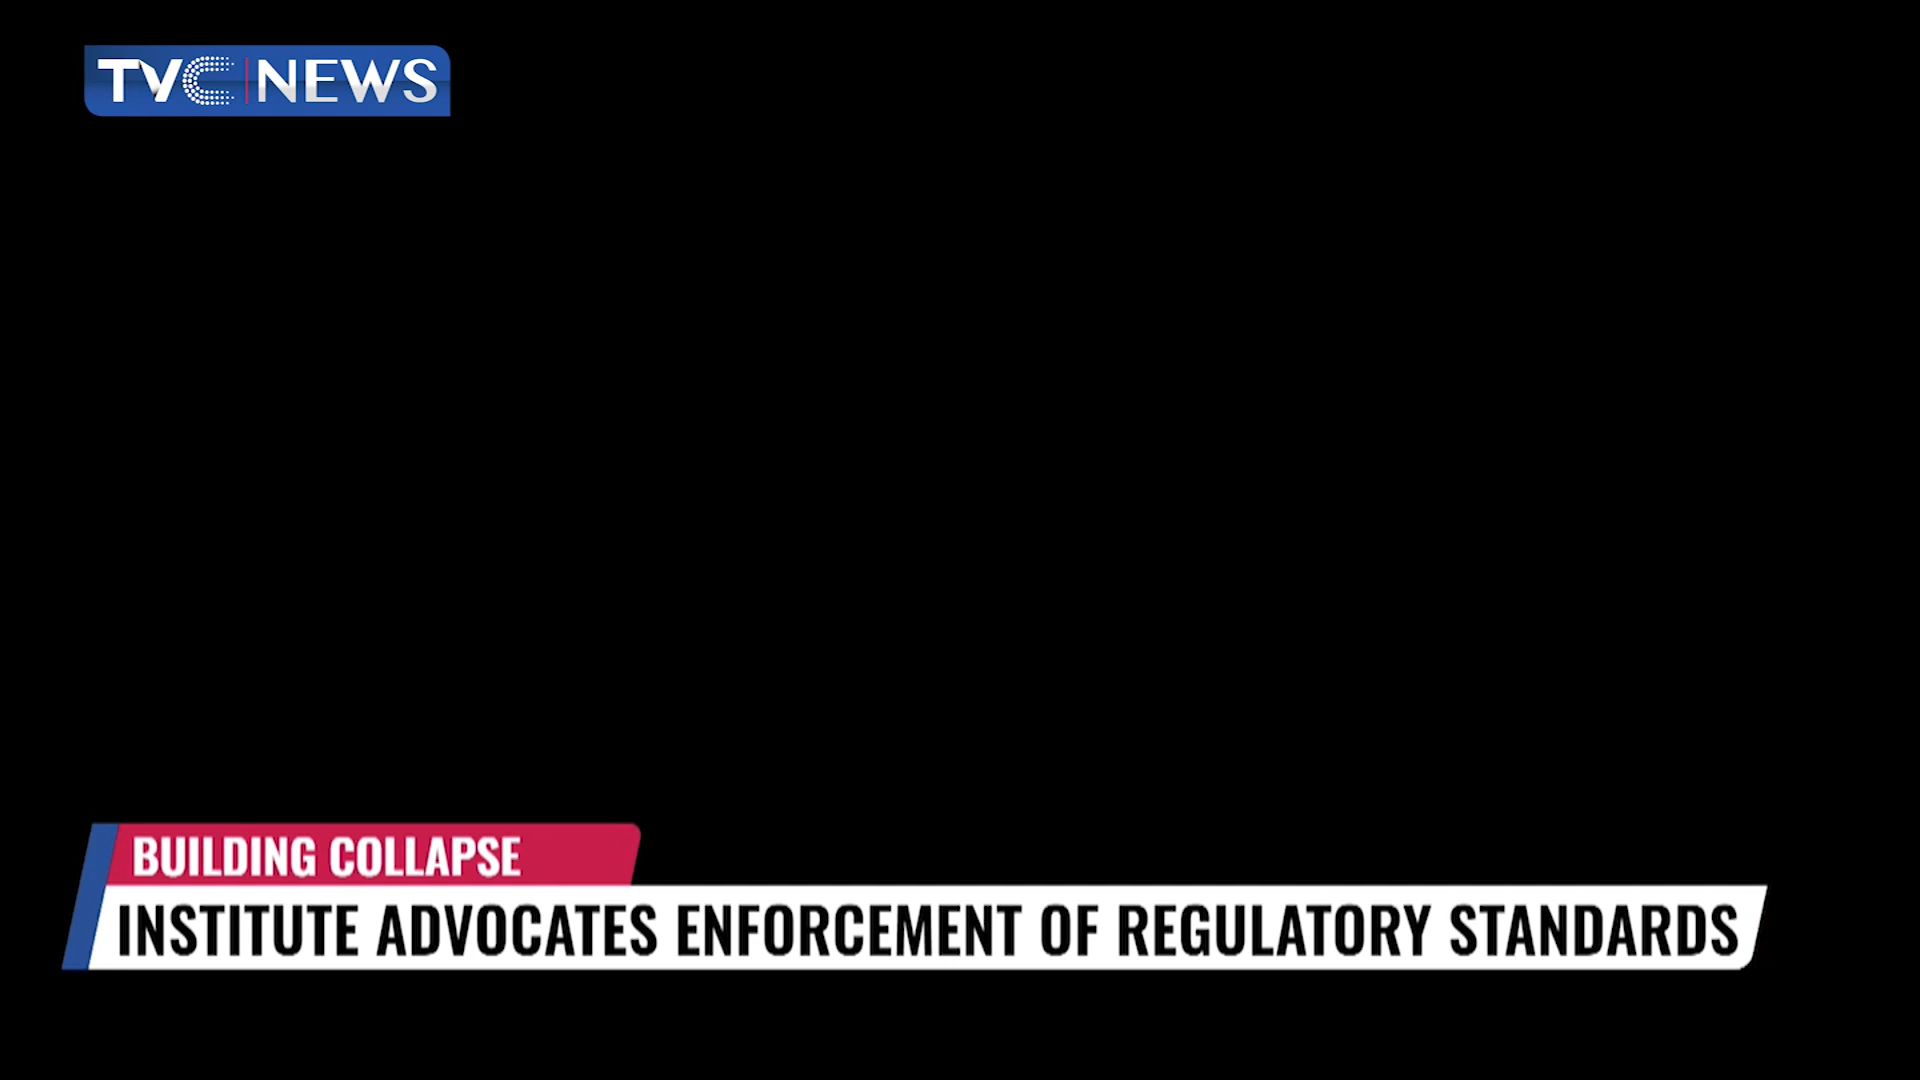 TVC NEWS
BUILDING COLLAPSE
INSTITUTE ADVOCATES ENFORCEMENT OF REGULATORY STANDARDS